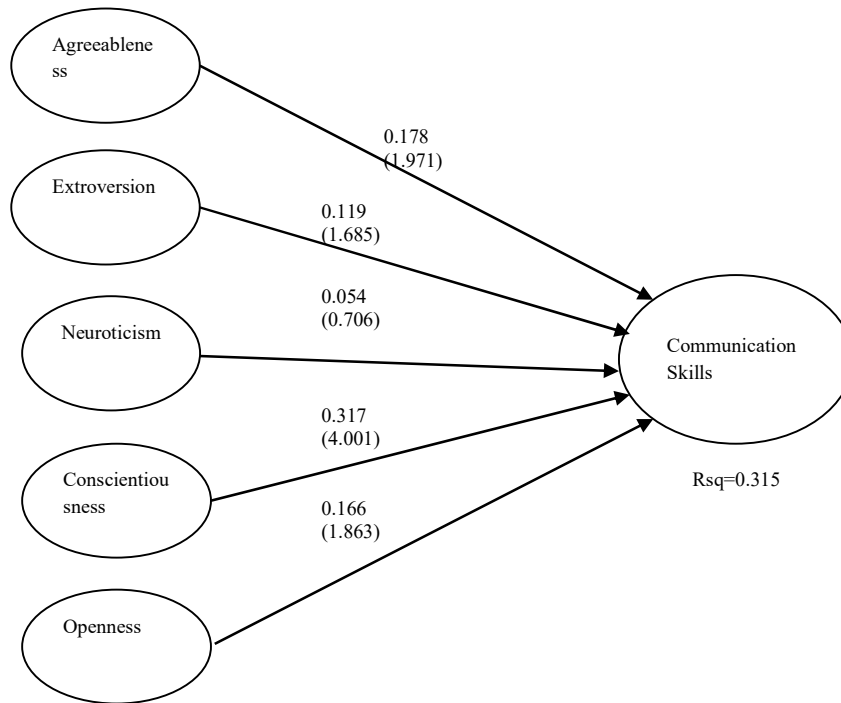 Agreeablene
ss
0.178
(1.971)
Extroversion
0.119
(1.685)
0.054
(0.706)
Neuroticism
Communication
Skills
0.317
(4.001)
Conscientiou
sness
Rsq=0.315
0.166
(1.863)
Openness